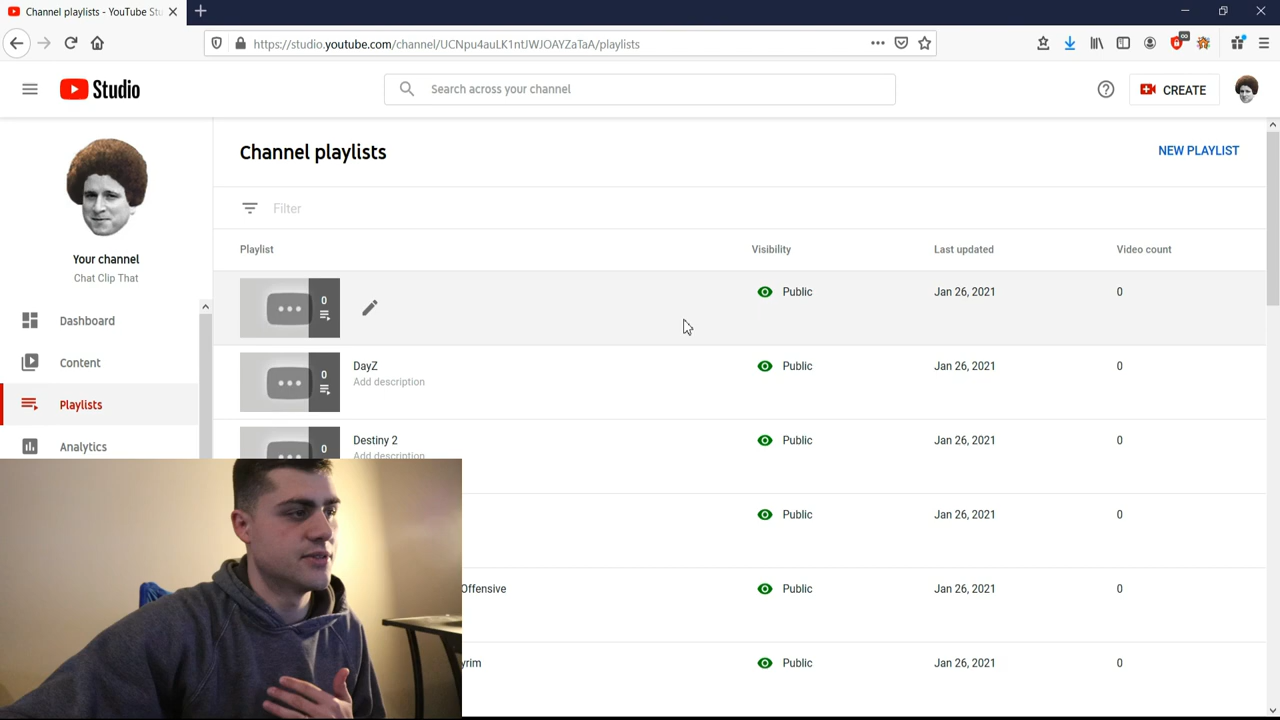 Channel playlists - YouTube Stu
https://studio.youtube.com/channel/UCNpu4auLK1ntJWJOAYZaTaA/playlists
Studio
Search across your channel
CREATE
Channel playlists
NEW PLAYLIST
Filter
Playlist Visibility Last updated Video count
0 Public Jan 26, 2021 0
DayZ
0 Add description Public Jan 26, 2021 0
Destiny 2
0 Add description Public Jan 26, 2021 0
Public Jan 26, 2021 0
Offensive Public Jan 26, 2021 0
yrim Public Jan 26, 2021 0
Your channel
Chat Clip That
Dashboard
Content
Playlists
Analytics